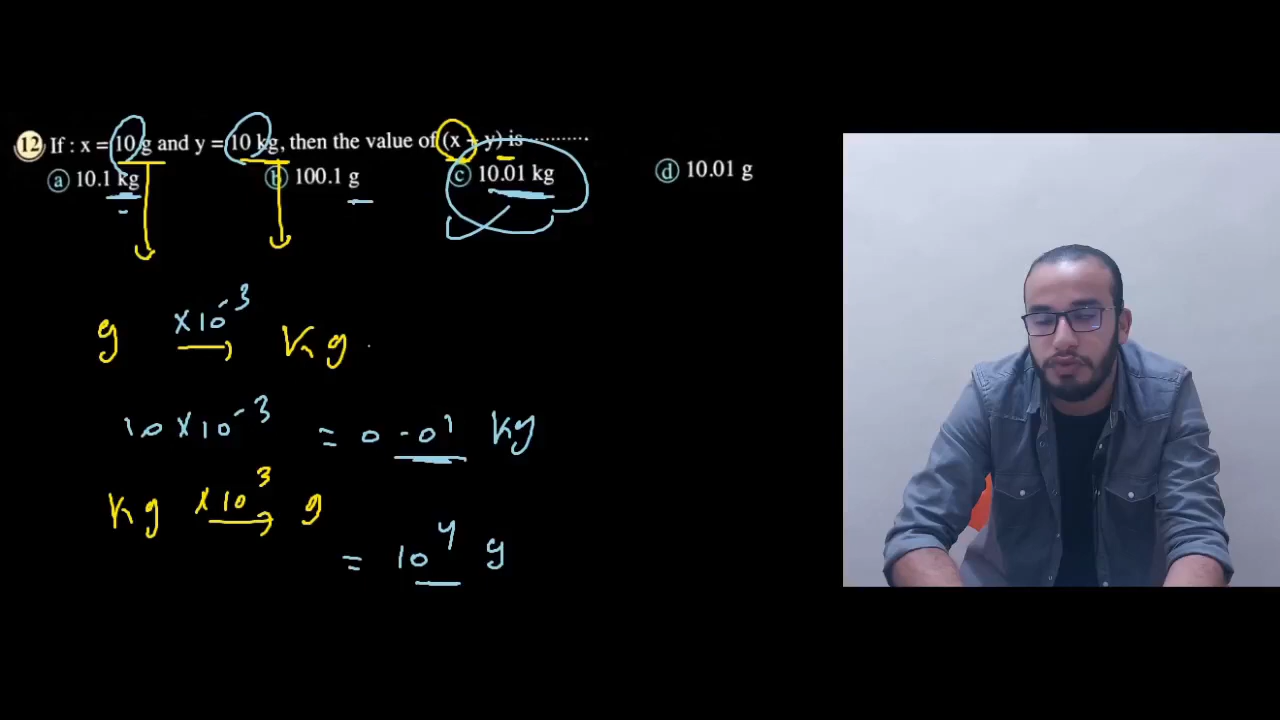 12 If : x = 10 g and y = 10 kg, then the value of (x + y) is ............
a 10.1 kg b 100.1 g c 10.01 kg d 10.01 g
g ×10⁻³ → Kg
10 × 10⁻³ = 0.01 Kg
Kg ×10³ → g
= 10⁴ g